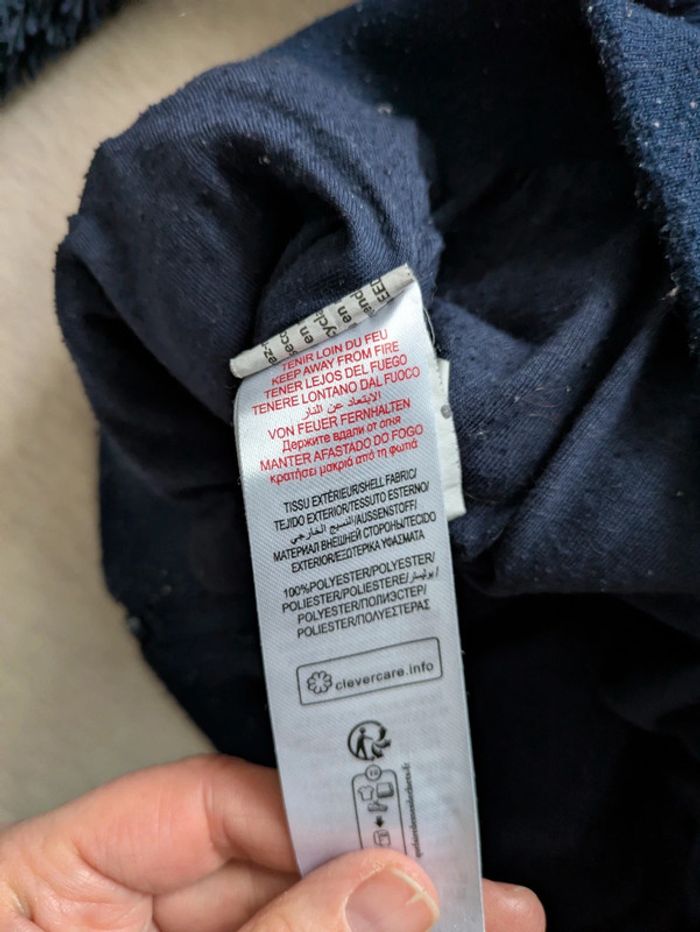 TENIR LOIN DU FEU
KEEP AWAY FROM FIRE
TENER LEJOS DEL FUEGO
TENERE LONTANO DAL FUOCO
الابتعاد عن النار
VON FEUER FERNHALTEN
Держите вдали от огня
MANTER AFASTADO DO FOGO
κρατήσει μακριά από τη φωτιά
TISSU EXTÉRIEUR/SHELL FABRIC/
TEJIDO EXTERIOR/TESSUTO ESTERNO/
النسيج الخارجي/AUSSENSTOFF/
МАТЕРИАЛ ВНЕШНЕЙ СТОРОНЫ/TECIDO
EXTERIOR/ΕΞΩΤΕΡΙΚΑ ΥΦΑΣΜΑΤΑ
100%POLYESTER/POLYESTER/
POLIESTER/POLIESTERE/بوليستر/
POLYESTER/ПОЛИЭСТЕР/
POLIESTER/ΠΟΛΥΕΣΤΕΡΑΣ
clevercare.info